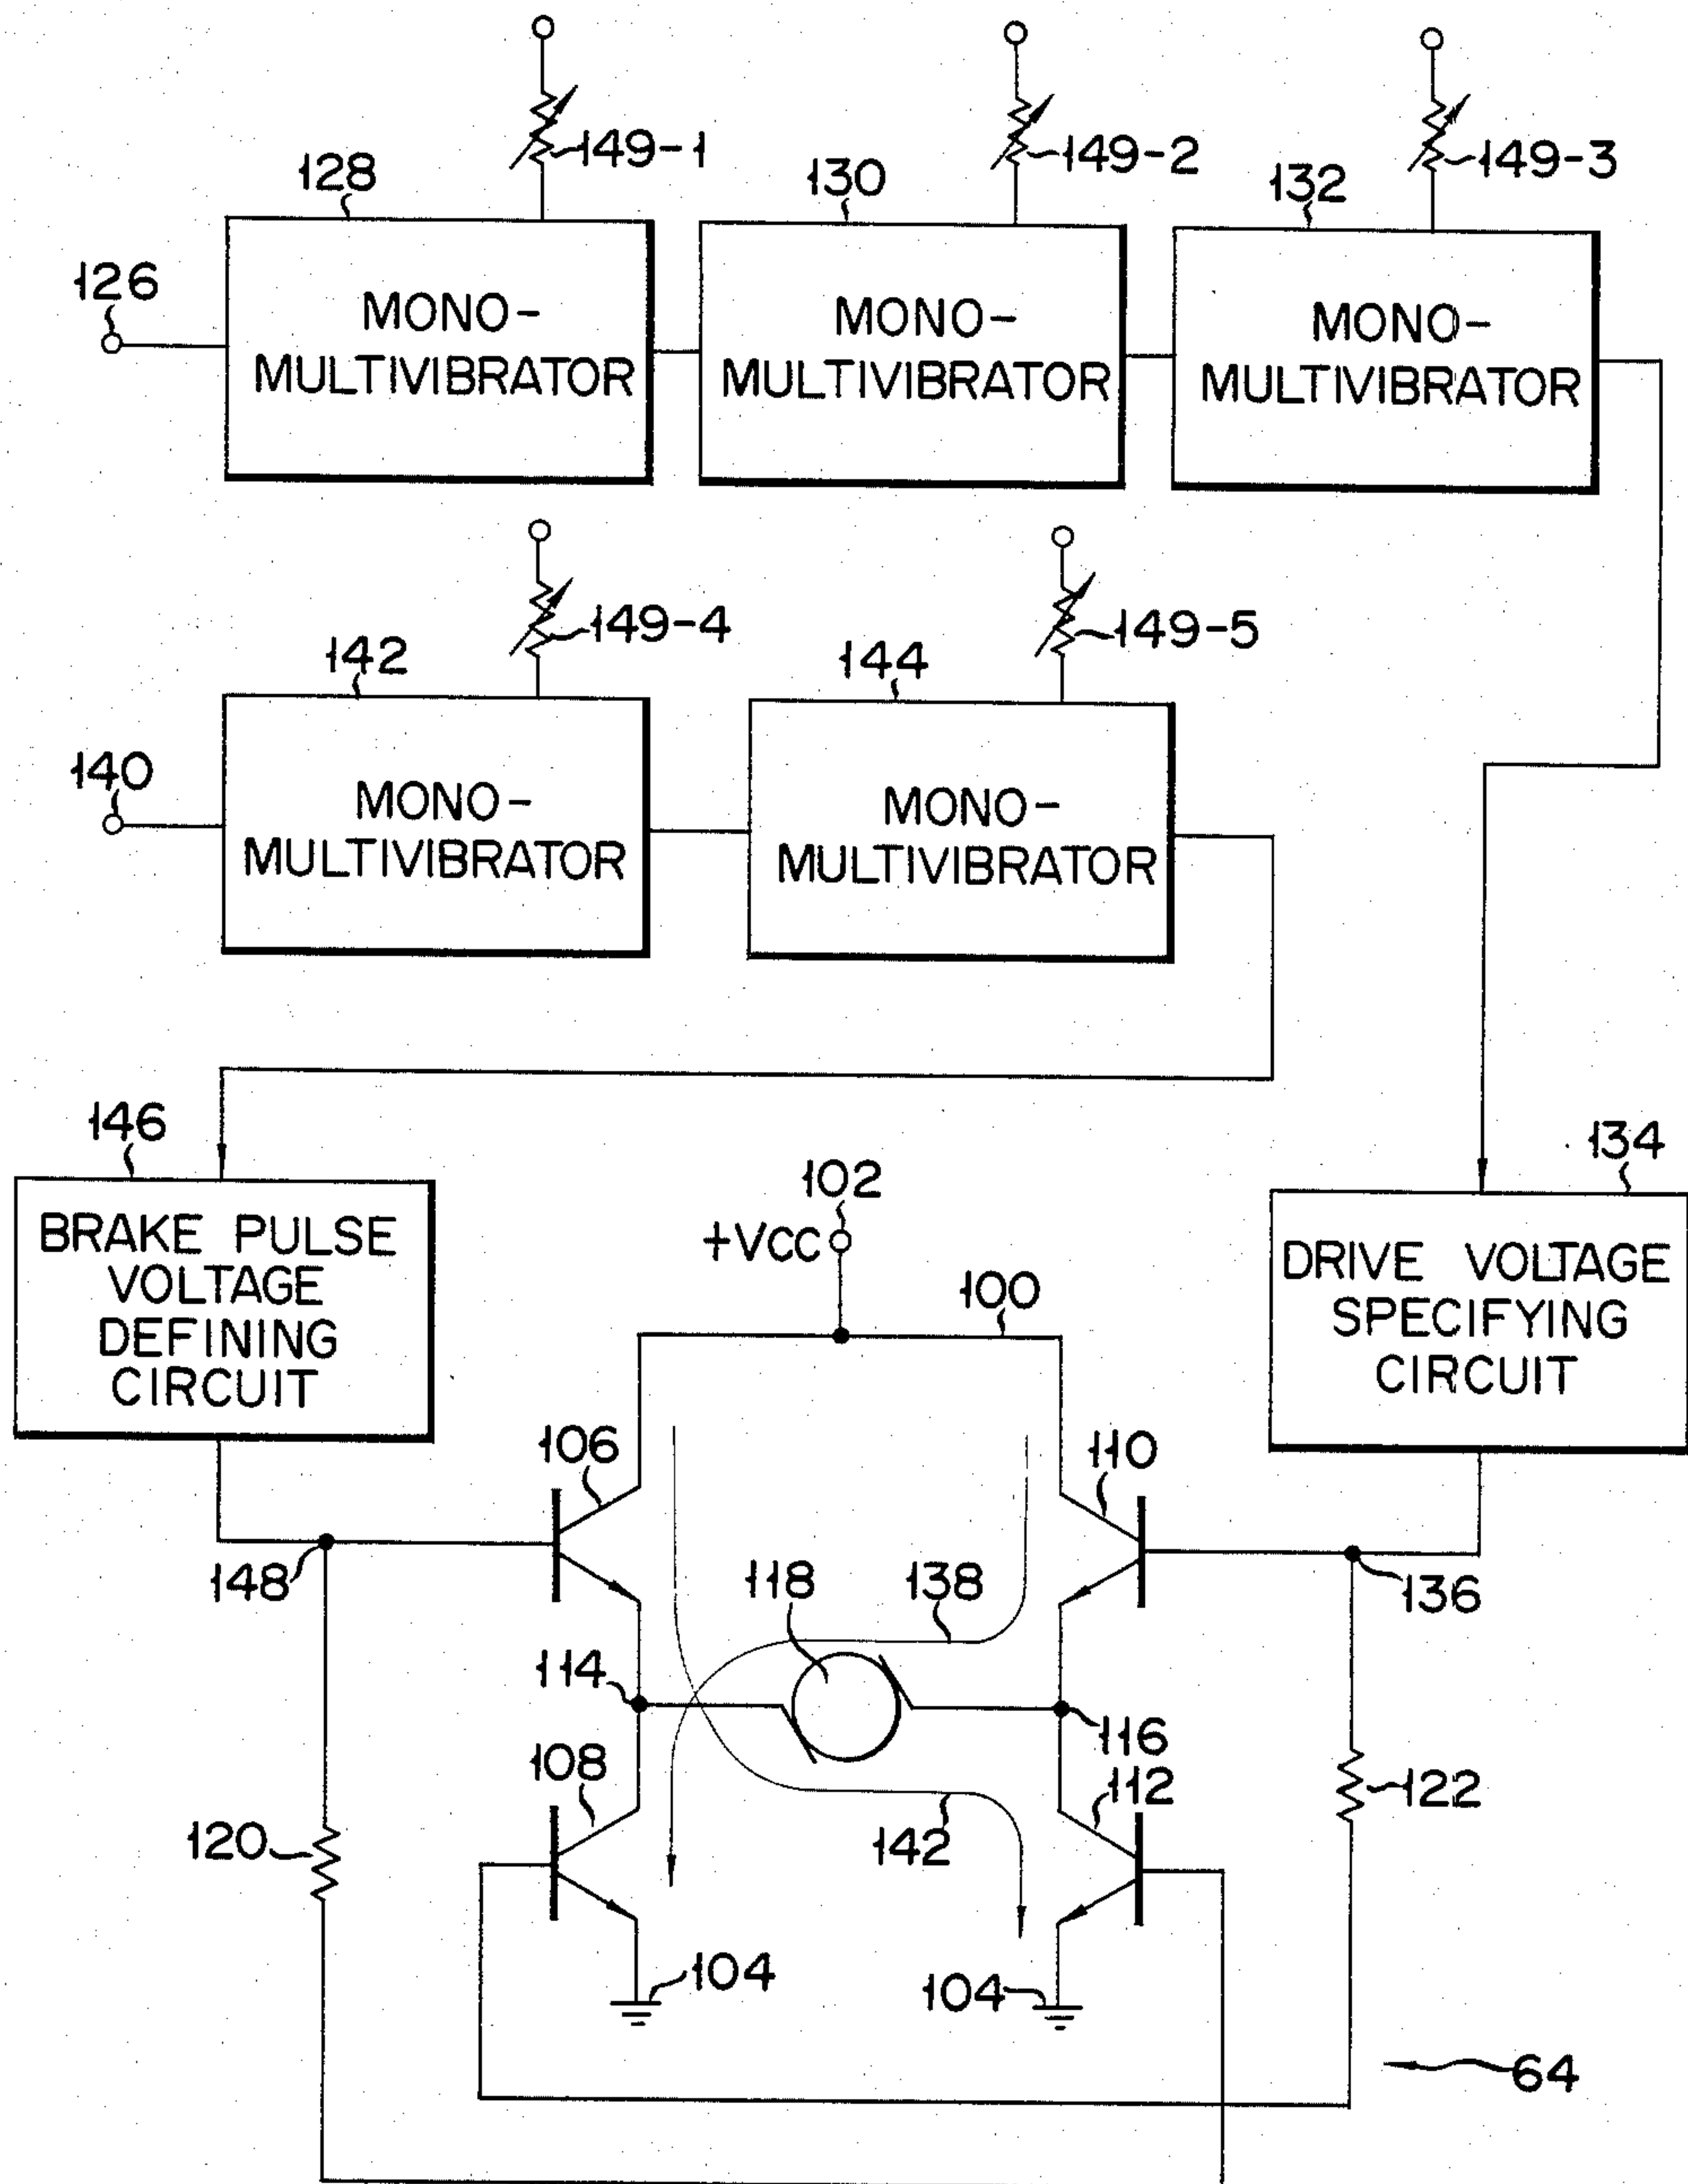 149-1
149-2
149-3
128
130
132
126
MONO-
MULTIVIBRATOR
MONO-
MULTIVIBRATOR
MONO-
MULTIVIBRATOR
149-4
149-5
142
144
140
MONO-
MULTIVIBRATOR
MONO-
MULTIVIBRATOR
146
134
BRAKE PULSE
VOLTAGE
DEFINING
CIRCUIT
102
+VCC
100
DRIVE VOLTAGE
SPECIFYING
CIRCUIT
106
110
148
118
138
136
114
116
108
112
122
120
142
104
104
64